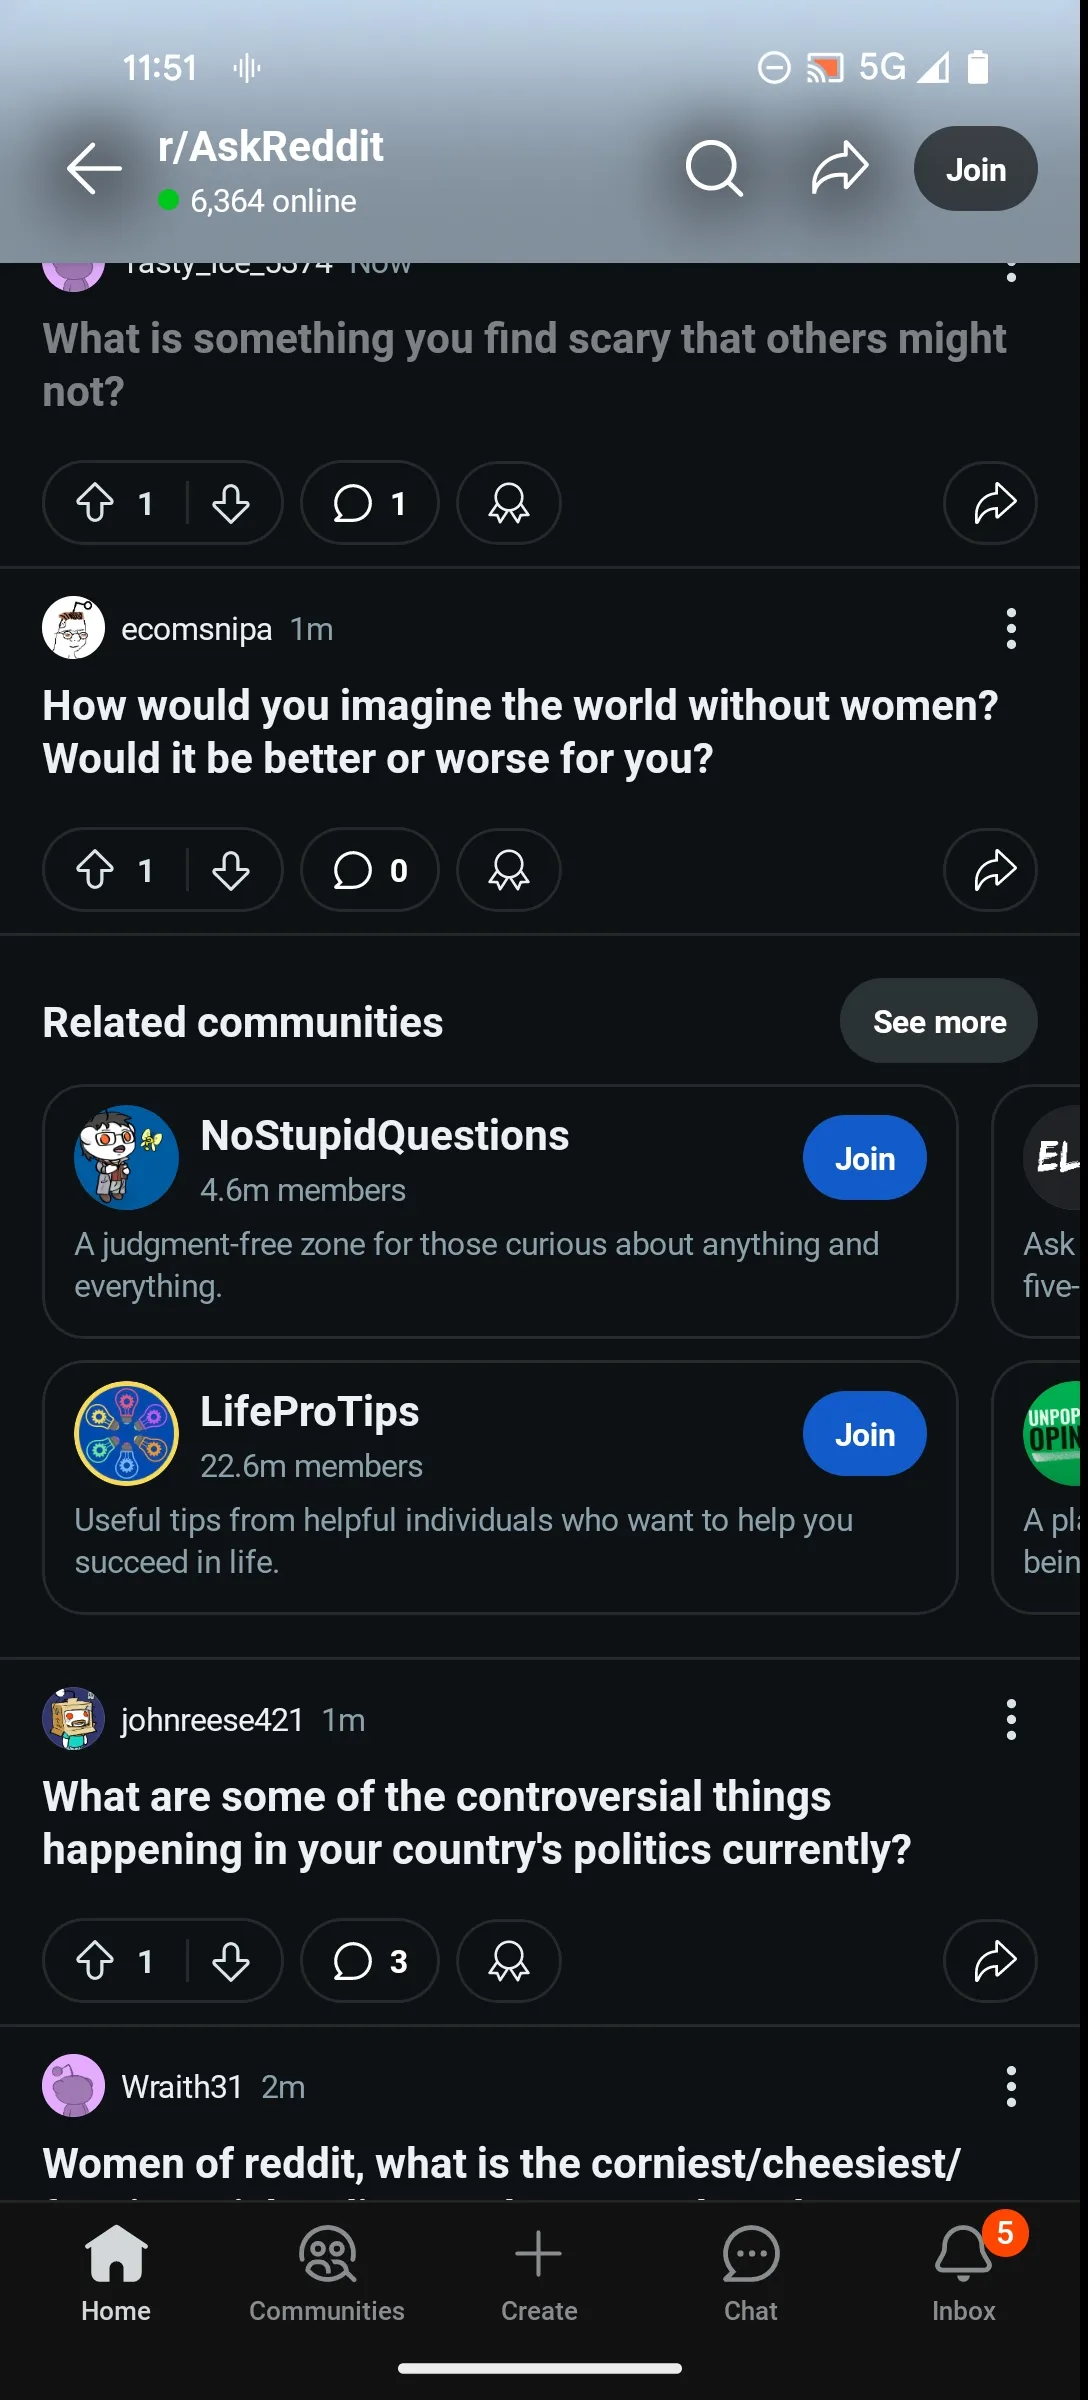 11:51
5G
r/AskReddit
6,364 online
Join
Now
What is something you find scary that others might
not?
1
1
ecomsnipa 1m
How would you imagine the world without women?
Would it be better or worse for you?
1
0
Related communities
See more
NoStupidQuestions
4.6m members
Join
A judgment-free zone for those curious about anything and
everything.
EL
Ask
five-
LifeProTips
22.6m members
Join
Useful tips from helpful individuals who want to help you
succeed in life.
UNPOP
OPIN
A pla
bein
johnreese421 1m
What are some of the controversial things
happening in your country's politics currently?
1
3
Wraith31 2m
Women of reddit, what is the corniest/cheesiest/
Home
Communities
Create
Chat
Inbox
5